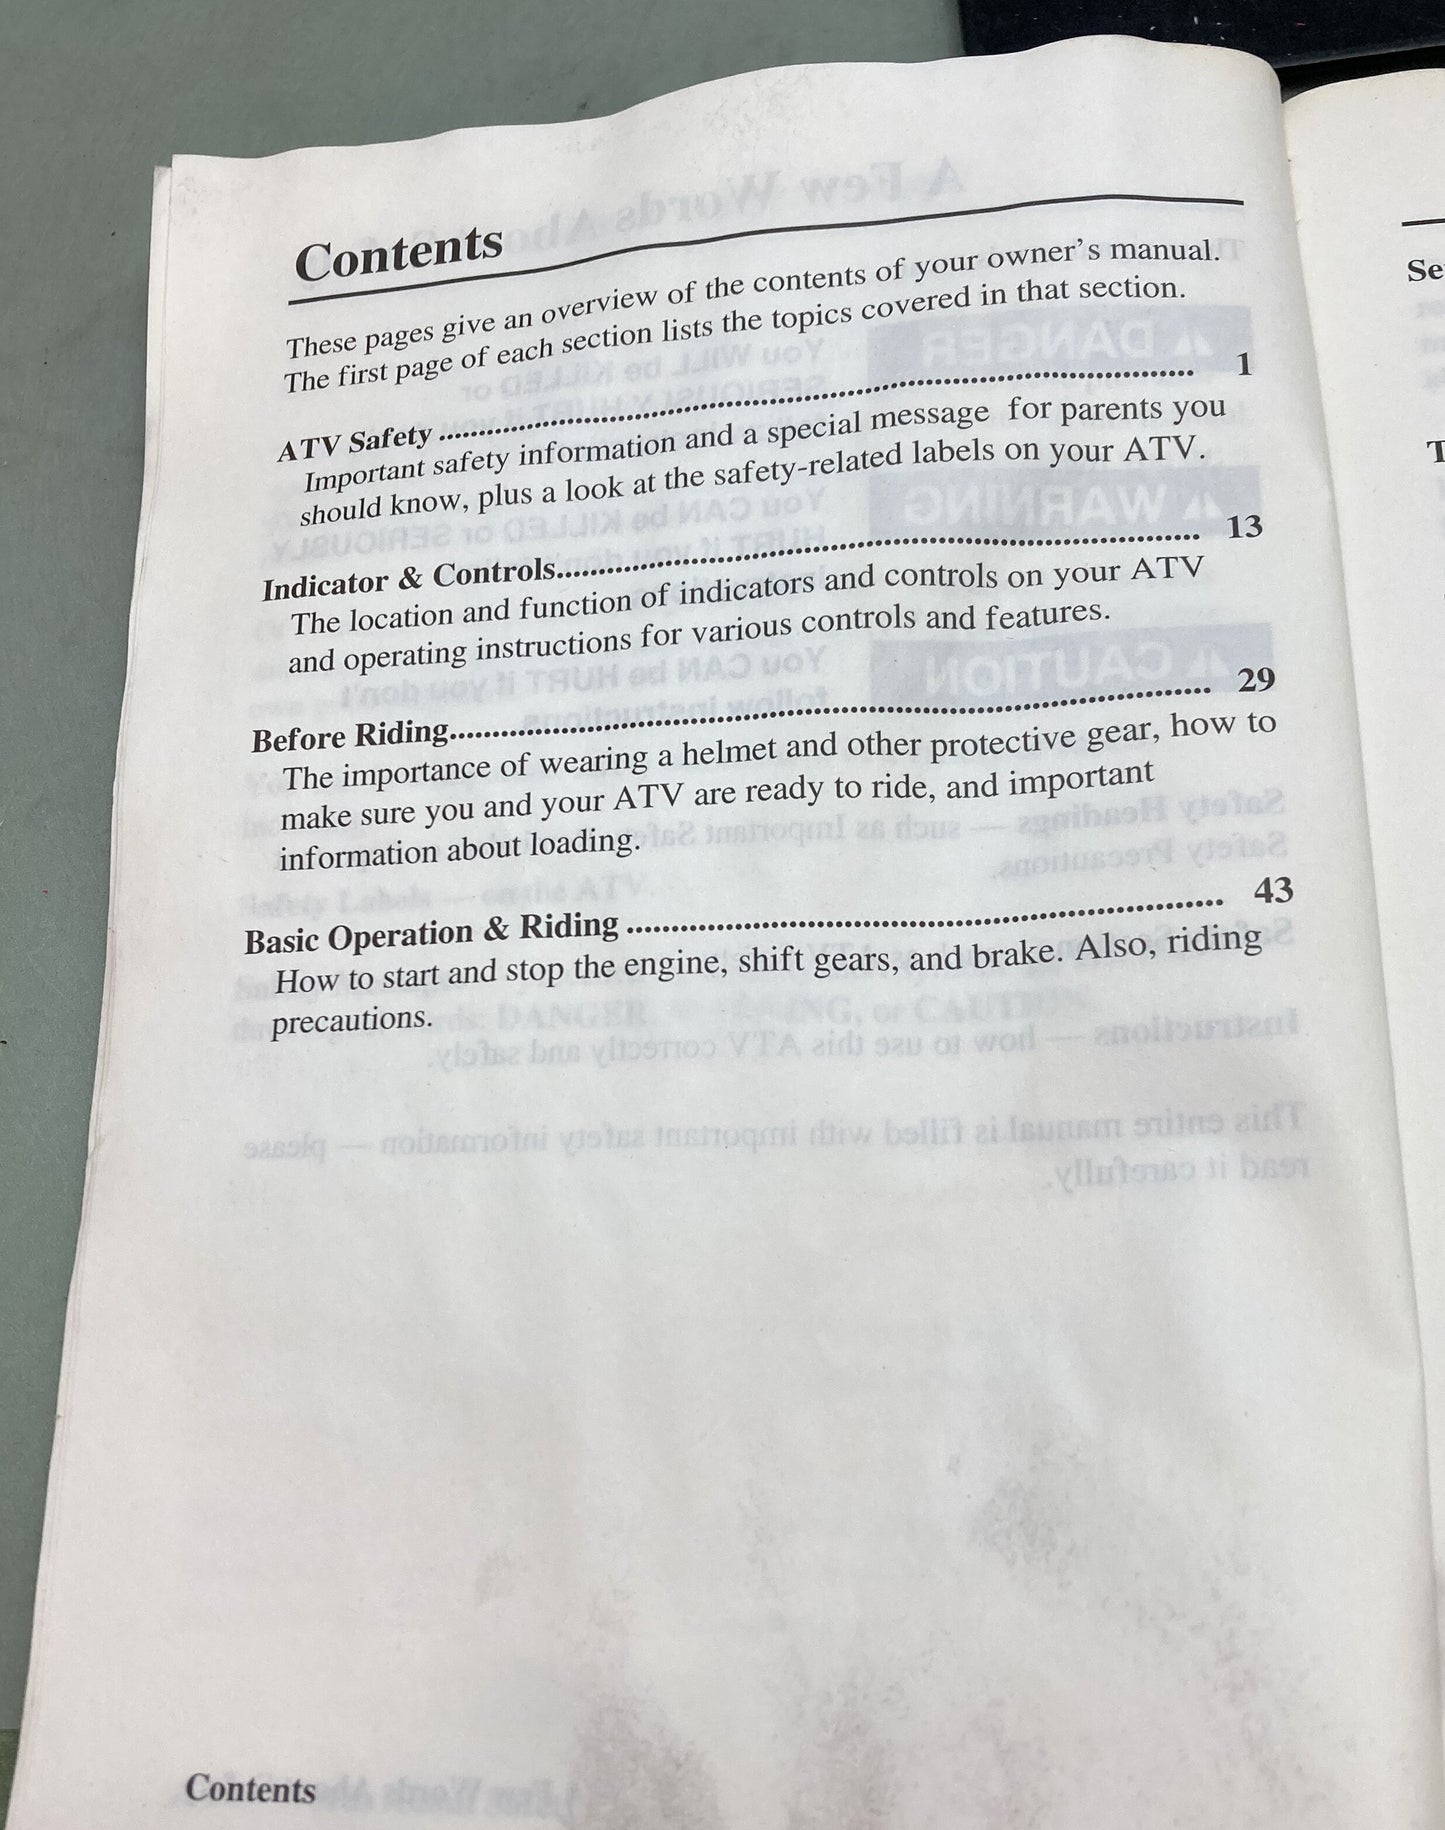 Contents
These pages give an overview of the contents of your owner's manual.
The first page of each section lists the topics covered in that section.
ATV Safety ........................................................................ 1
Important safety information and a special message for parents you
should know, plus a look at the safety-related labels on your ATV.
Indicator & Controls............................................................ 13
The location and function of indicators and controls on your ATV
and operating instructions for various controls and features.
Before Riding....................................................................... 29
The importance of wearing a helmet and other protective gear, how to
make sure you and your ATV are ready to ride, and important
information about loading.
Basic Operation & Riding .................................................... 43
How to start and stop the engine, shift gears, and brake. Also, riding
precautions.
Contents
Se
T